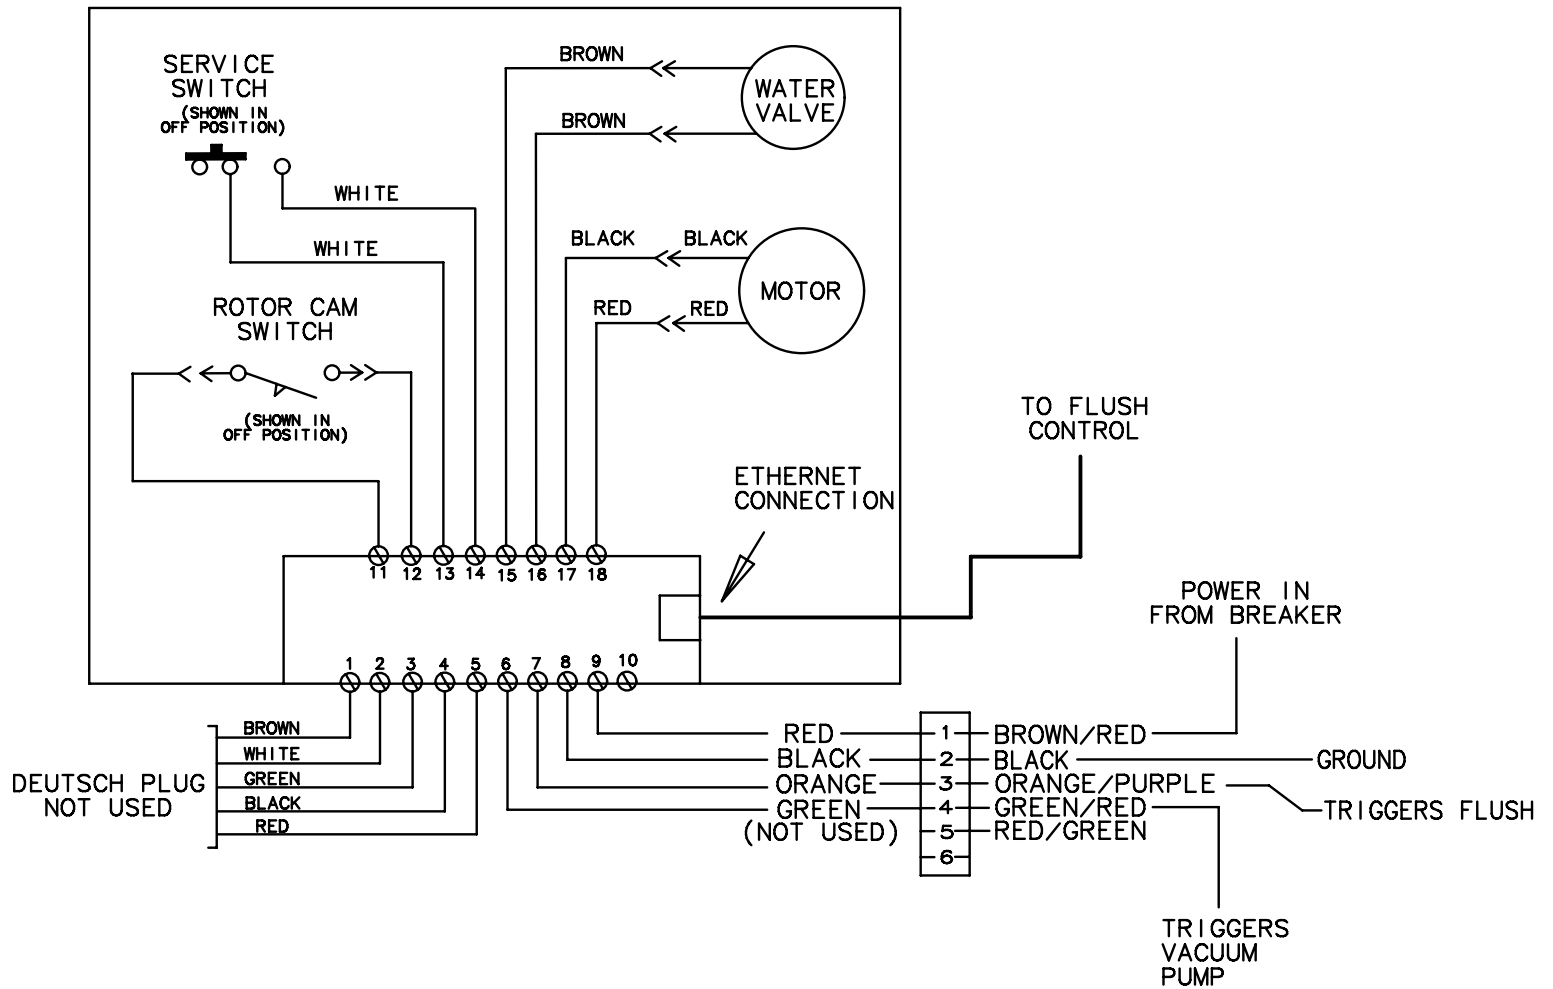 SERVICE
SWITCH
(SHOWN IN
OFF POSITION)
BROWN
WATER
VALVE
BROWN
WHITE
WHITE
BLACK BLACK
MOTOR
RED RED
ROTOR CAM
SWITCH
(SHOWN IN
OFF POSITION)
TO FLUSH
CONTROL
ETHERNET
CONNECTION
11 12 13 14 15 16 17 18
POWER IN
FROM BREAKER
1 2 3 4 5 6 7 8 9 10
BROWN
WHITE
GREEN
BLACK
RED
DEUTSCH PLUG
NOT USED
RED 1 BROWN/RED
BLACK 2 BLACK GROUND
ORANGE 3 ORANGE/PURPLE
GREEN 4 GREEN/RED TRIGGERS FLUSH
(NOT USED) 5 RED/GREEN
6
TRIGGERS
VACUUM
PUMP